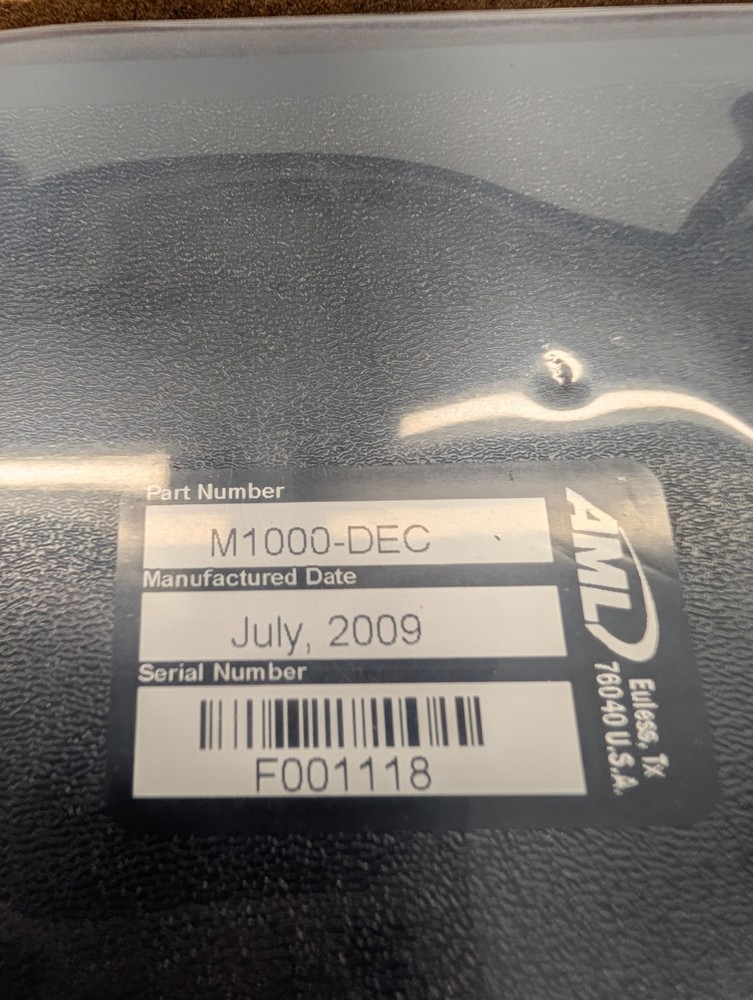 Part Number
M1000-DEC
Manufactured Date
July, 2009
Serial Number
F001118
AML
Euless, Tx
76040 U.S.A.